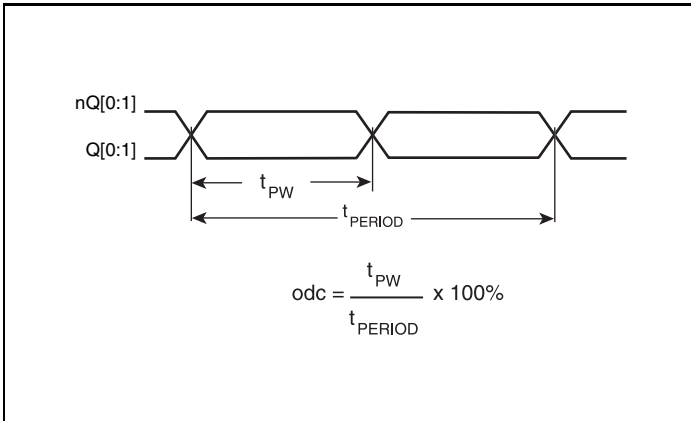 nQ[0:1]
Q[0:1]
tPW
tPERIOD
odc = tPW / tPERIOD x 100%